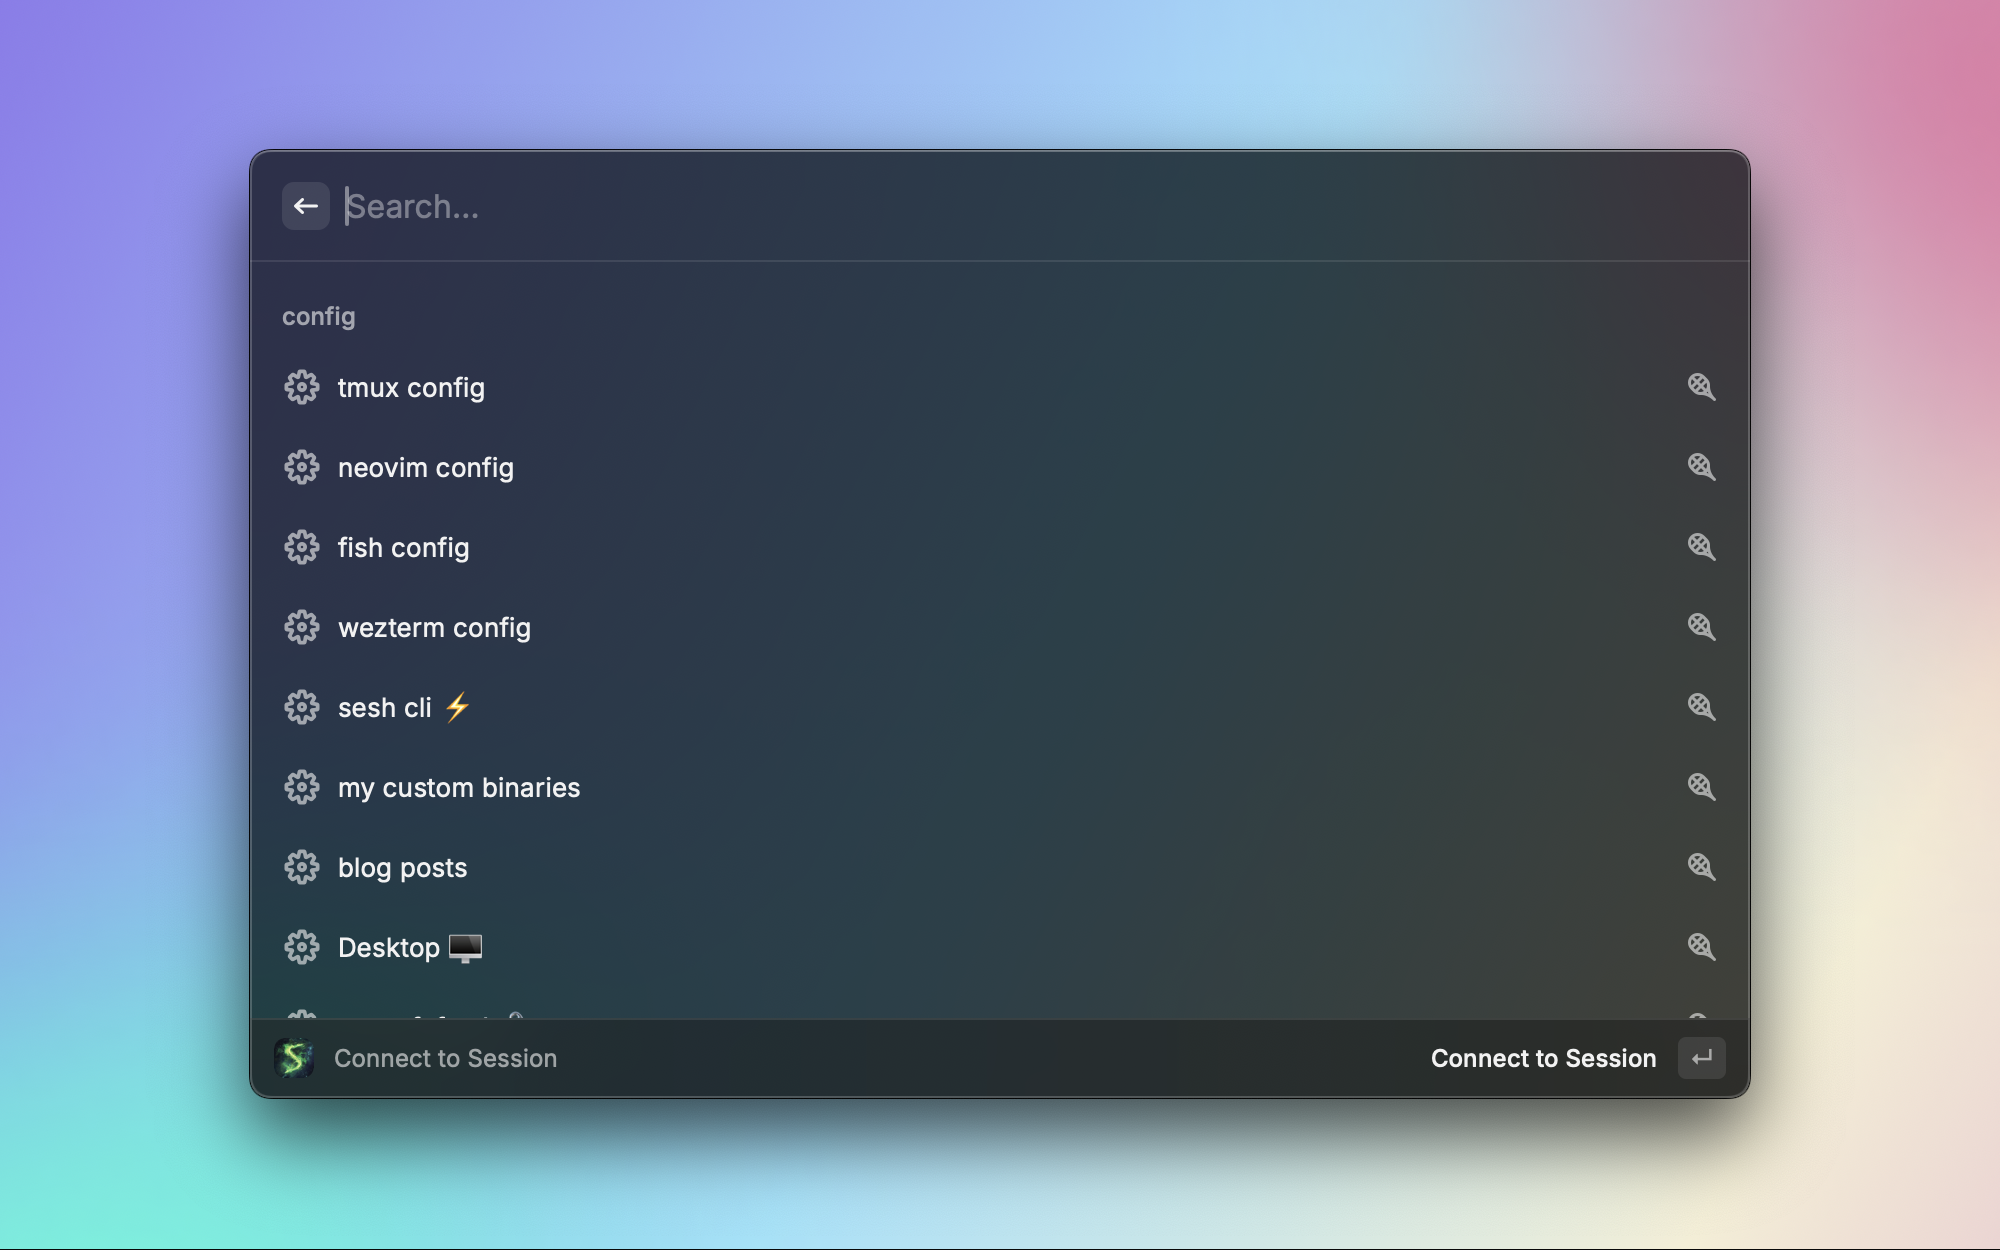 Search...
config
tmux config
neovim config
fish config
wezterm config
sesh cli ⚡
my custom binaries
blog posts
Desktop 🖥️
Connect to Session
Connect to Session